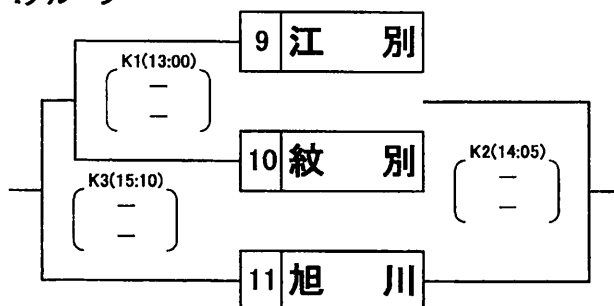 9 江 別
K1(13:00)
10 紋 別
K2(14:05)
K3(15:10)
11 旭 川